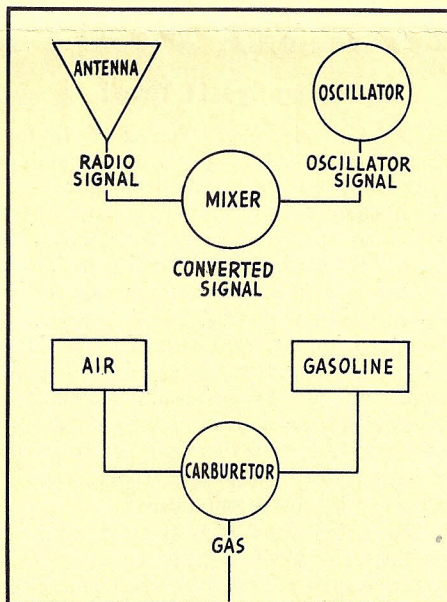 ANTENNA
OSCILLATOR
RADIO
SIGNAL
OSCILLATOR
SIGNAL
MIXER
CONVERTED
SIGNAL
AIR
GASOLINE
CARBURETOR
GAS